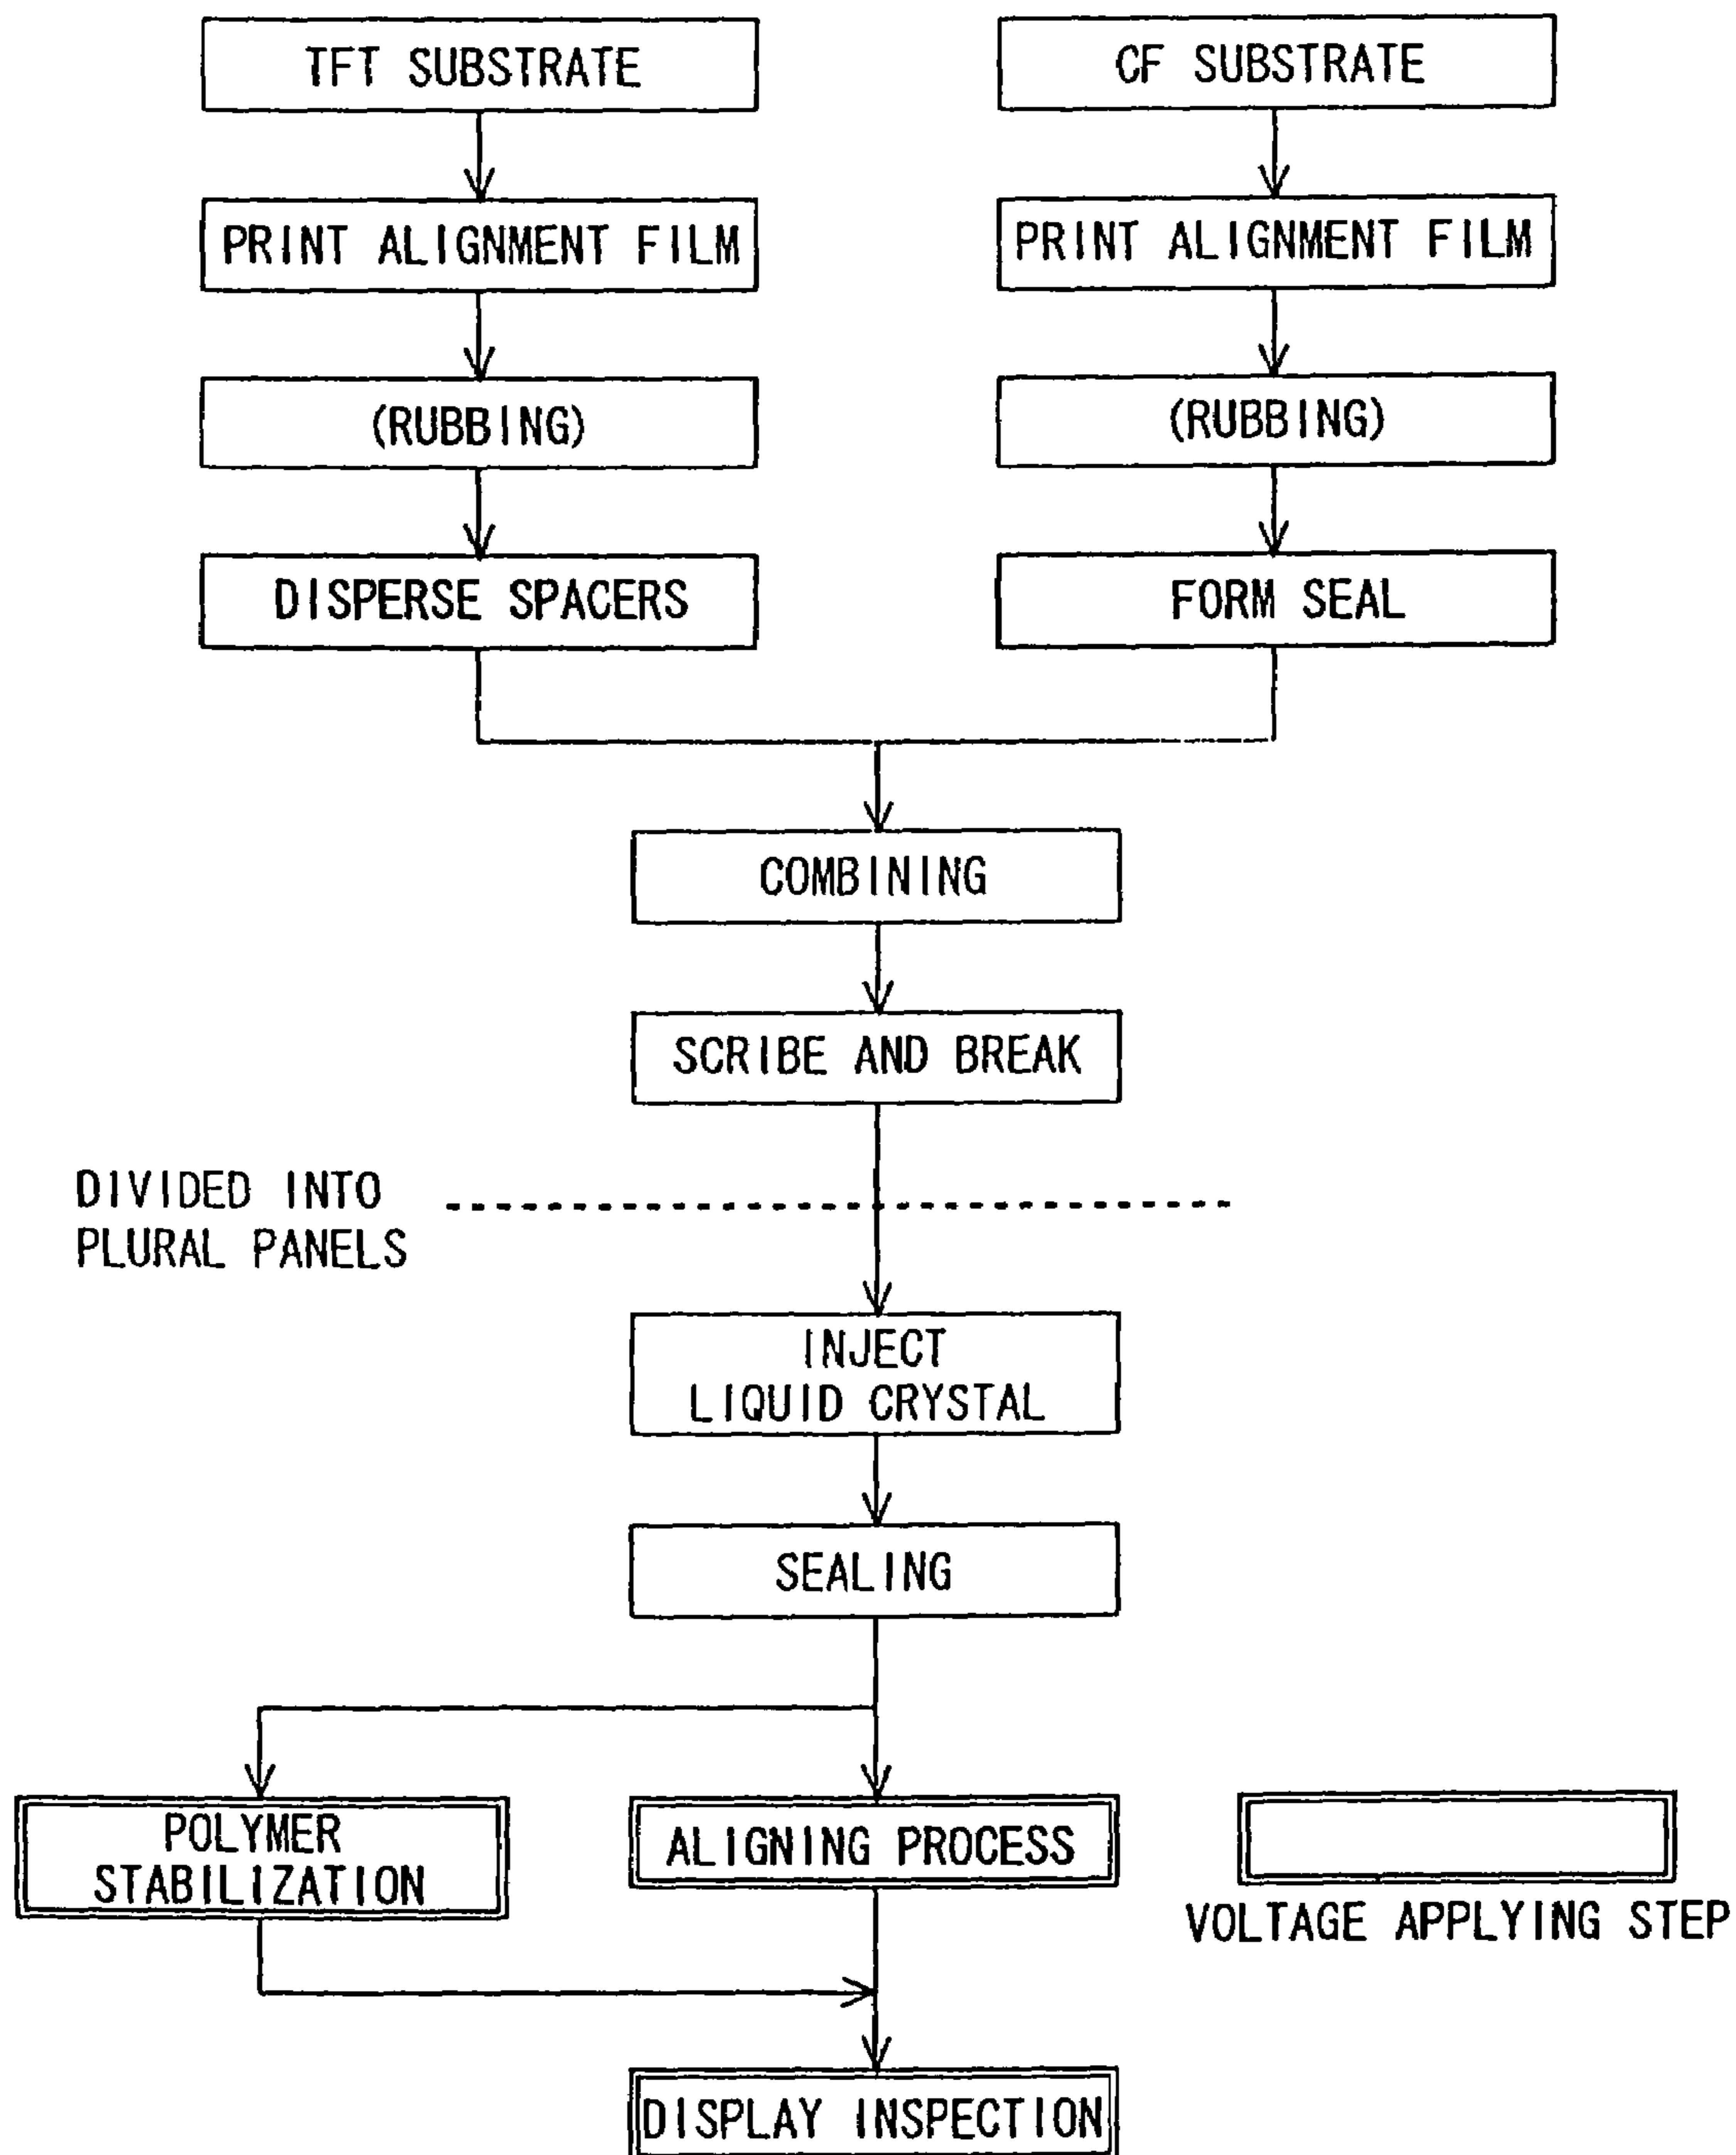 TFT SUBSTRATE
CF SUBSTRATE
PRINT ALIGNMENT FILM
PRINT ALIGNMENT FILM
(RUBBING)
(RUBBING)
DISPERSE SPACERS
FORM SEAL
COMBINING
SCRIBE AND BREAK
DIVIDED INTO
PLURAL PANELS
INJECT
LIQUID CRYSTAL
SEALING
POLYMER
STABILIZATION
ALIGNING PROCESS
VOLTAGE APPLYING STEP
DISPLAY INSPECTION